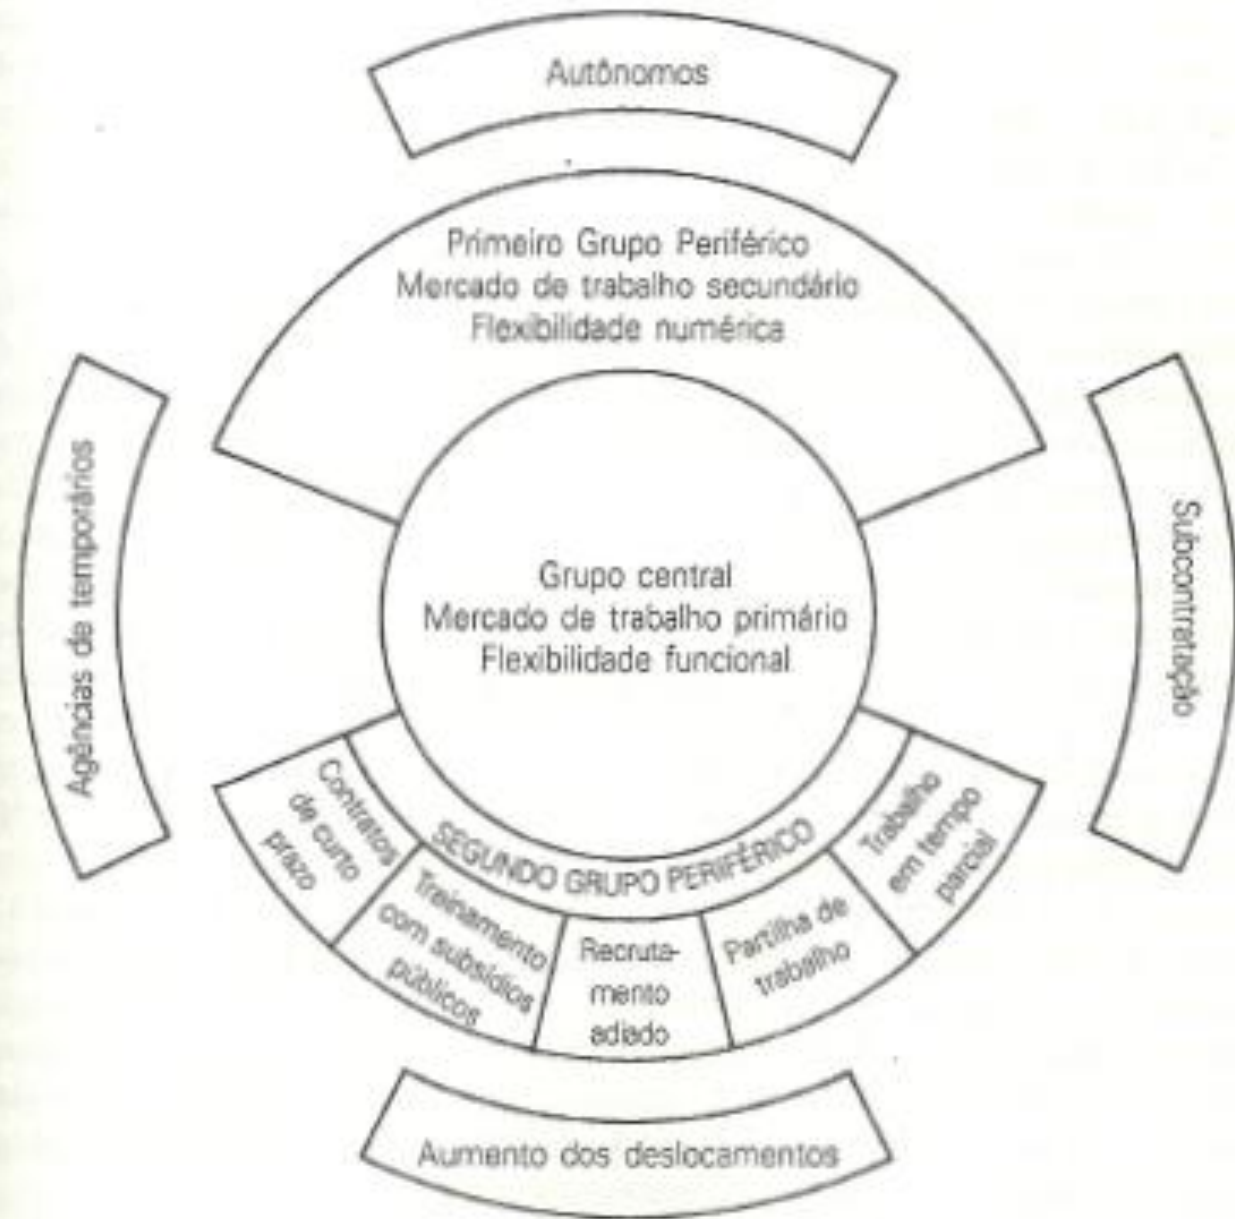 Autônomos
Primeiro Grupo Periférico
Mercado de trabalho secundário
Flexibilidade numérica
Agências de temporários
Subcontratação
Grupo central
Mercado de trabalho primário
Flexibilidade funcional
SEGUNDO GRUPO PERIFÉRICO
Contratos
de curto
prazo
Treinamento
com subsídios
públicos
Recruta-
mento
adiado
Partilha de
trabalho
Trabalho
em tempo
parcial
Aumento dos deslocamentos